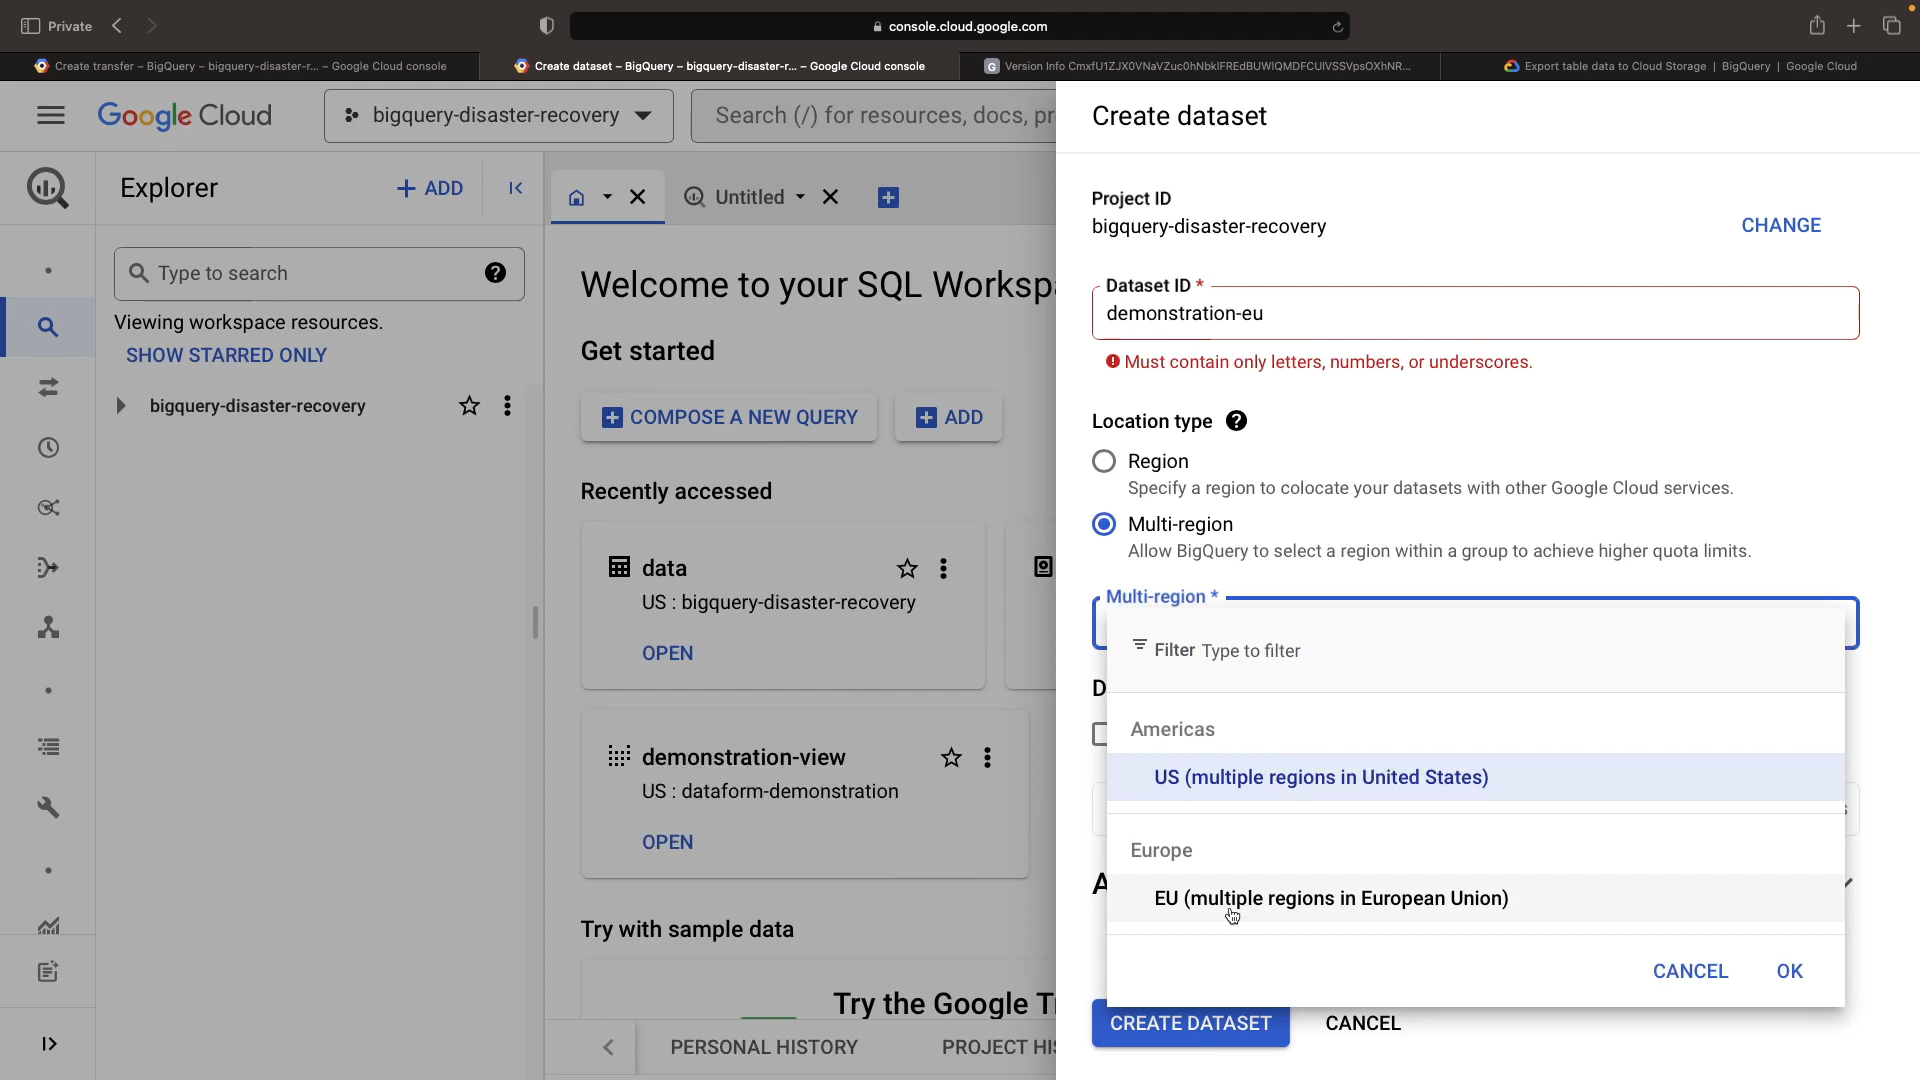 Private
console.cloud.google.com
Create transfer – BigQuery – bigquery-disaster-r... – Google Cloud console
Create dataset – BigQuery – bigquery-disaster-r... – Google Cloud console
Export table data to Cloud Storage | BigQuery | Google Cloud
Google Cloud
bigquery-disaster-recovery
Search (/) for resources, docs, pr
Create dataset
Explorer
ADD
Untitled
Project ID
bigquery-disaster-recovery
CHANGE
Type to search
Viewing workspace resources.
SHOW STARRED ONLY
bigquery-disaster-recovery
Welcome to your SQL Worksp
Get started
COMPOSE A NEW QUERY
ADD
Recently accessed
data
US : bigquery-disaster-recovery
OPEN
demonstration-view
US : dataform-demonstration
OPEN
Try with sample data
Try the Google T
PERSONAL HISTORY
PROJECT HIS
Dataset ID *
demonstration-eu
Must contain only letters, numbers, or underscores.
Location type
Region
Specify a region to colocate your datasets with other Google Cloud services.
Multi-region
Allow BigQuery to select a region within a group to achieve higher quota limits.
Multi-region *
Filter Type to filter
D
Americas
US (multiple regions in United States)
Europe
A
EU (multiple regions in European Union)
CANCEL
OK
CREATE DATASET
CANCEL